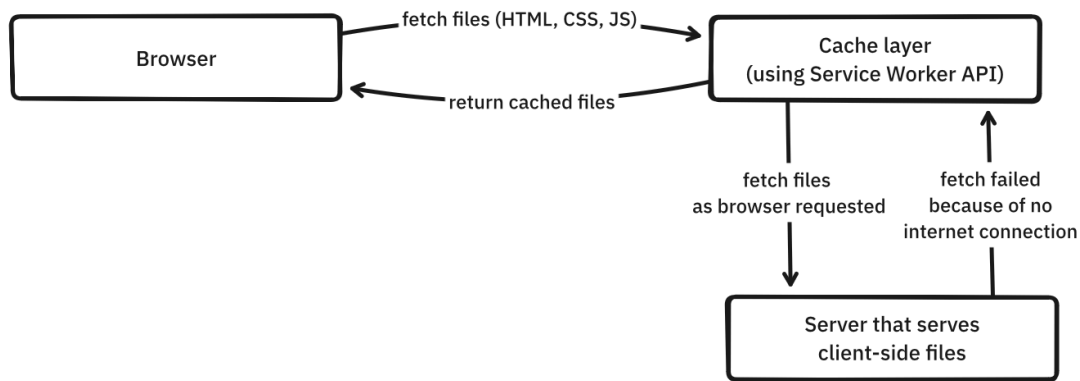 fetch files (HTML, CSS, JS)
Browser
Cache layer
(using Service Worker API)
return cached files
fetch files
as browser requested
fetch failed
because of no
internet connection
Server that serves
client-side files